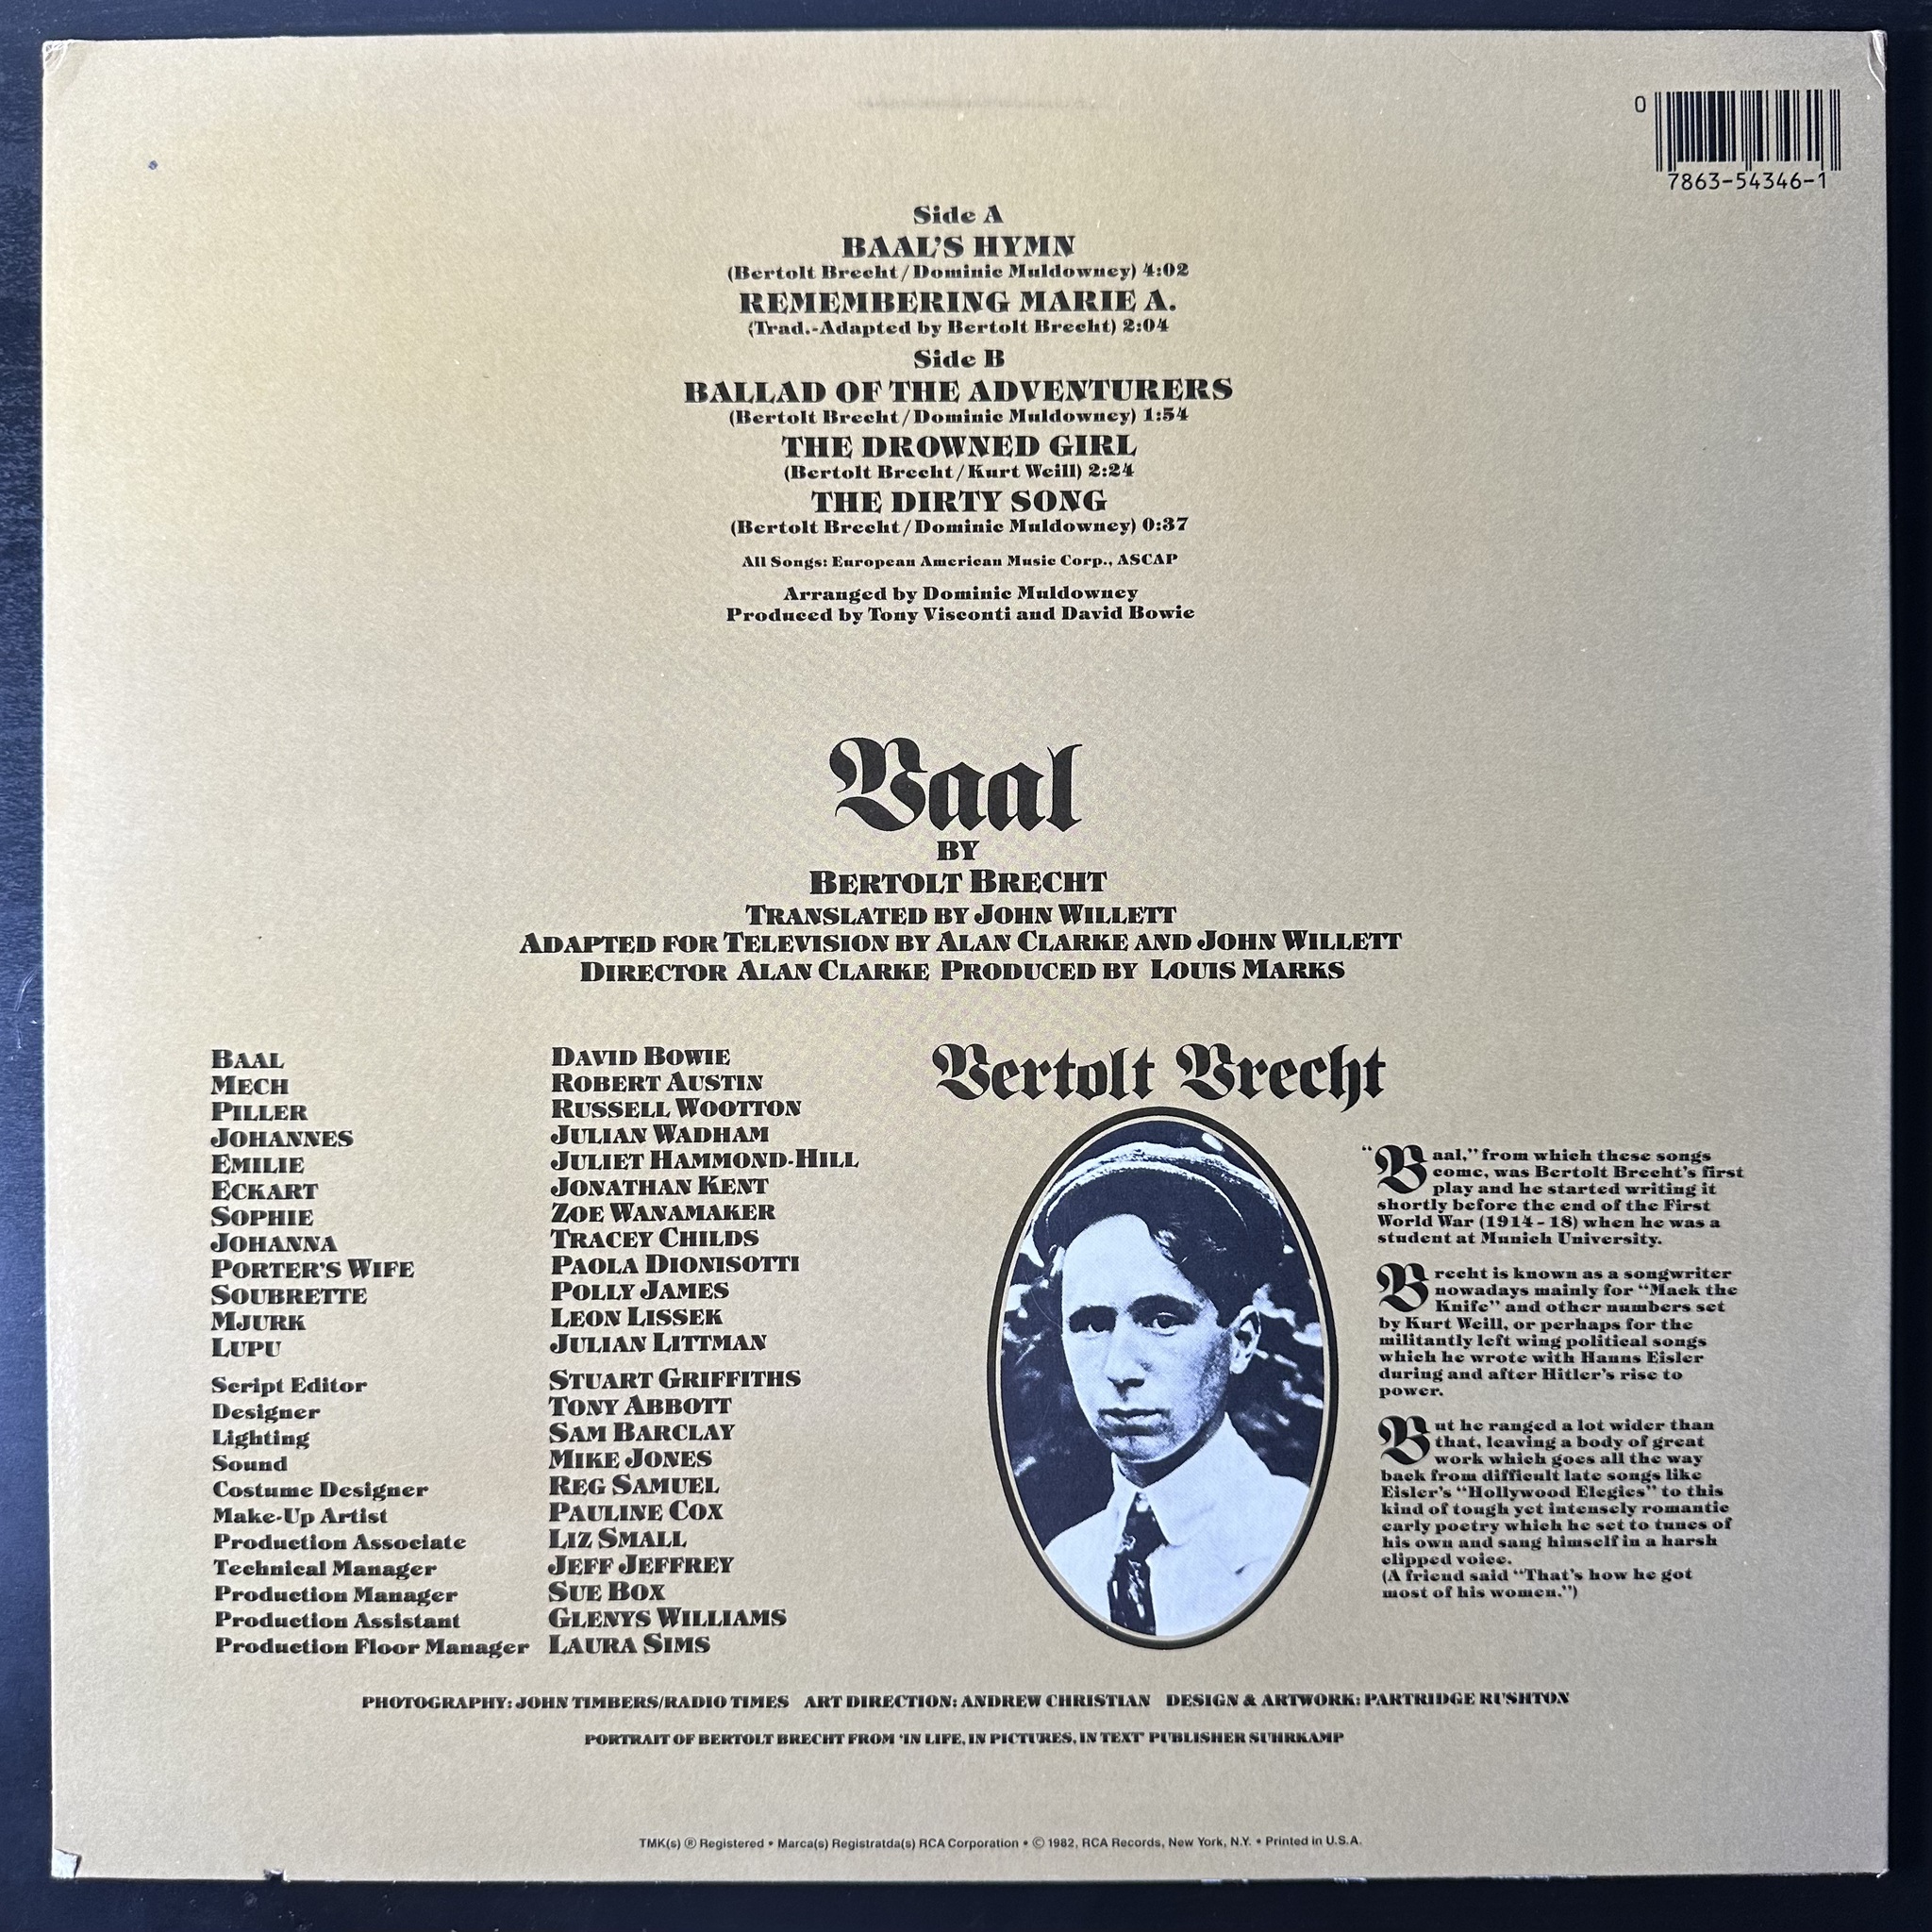 0
7863-54346-1
Side A
BAAL'S HYMN
(Bertolt Brecht/Dominic Muldowney) 4:02
REMEMBERING MARIE A.
(Trad.-Adapted by Bertolt Brecht) 2:04
Side B
BALLAD OF THE ADVENTURERS
(Bertolt Brecht/Dominic Muldowney) 1:54
THE DROWNED GIRL
(Bertolt Brecht/Kurt Weill) 2:24
THE DIRTY SONG
(Bertolt Brecht/Dominic Muldowney) 0:37
All Songs: European American Music Corp., ASCAP
Arranged by Dominic Muldowney
Produced by Tony Visconti and David Bowie
Baal
BY
BERTOLT BRECHT
TRANSLATED BY JOHN WILLETT
ADAPTED FOR TELEVISION BY ALAN CLARKE AND JOHN WILLETT
DIRECTOR ALAN CLARKE PRODUCED BY LOUIS MARKS
BAAL DAVID BOWIE
MECH ROBERT AUSTIN
PILLER RUSSELL WOOTTON
JOHANNES JULIAN WADHAM
EMILIE JULIET HAMMOND-HILL
ECKART JONATHAN KENT
SOPHIE ZOE WANAMAKER
JOHANNA TRACEY CHILDS
PORTER'S WIFE PAOLA DIONISOTTI
SOUBRETTE POLLY JAMES
MJURK LEON LISSEK
LUPU JULIAN LITTMAN
Script Editor STUART GRIFFITHS
Designer TONY ABBOTT
Lighting SAM BARCLAY
Sound MIKE JONES
Costume Designer REG SAMUEL
Make-Up Artist PAULINE COX
Production Associate LIZ SMALL
Technical Manager JEFF JEFFREY
Production Manager SUE BOX
Production Assistant GLENYS WILLIAMS
Production Floor Manager LAURA SIMS
Bertolt Brecht
"Baal," from which these songs
come, was Bertolt Brecht's first
play and he started writing it
shortly before the end of the First
World War (1914-18) when he was a
student at Munich University.
Brecht is known as a songwriter
nowadays mainly for "Mack the
Knife" and other numbers set
by Kurt Weill, or perhaps for the
militantly left wing political songs
which he wrote with Hanns Eisler
during and after Hitler's rise to
power.
But he ranged a lot wider than
that, leaving a body of great
work which goes all the way
back from difficult late songs like
Eisler's "Hollywood Elegies" to this
kind of tough yet intensely romantic
early poetry which he set to tunes of
his own and sang himself in a harsh
clipped voice.
(A friend said "That's how he got
most of his women.")
PHOTOGRAPHY: JOHN TIMBERS/RADIO TIMES ART DIRECTION: ANDREW CHRISTIAN DESIGN & ARTWORK: PARTRIDGE RUSHTON
PORTRAIT OF BERTOLT BRECHT FROM 'IN LIFE, IN PICTURES, IN TEXT' PUBLISHER SUHRKAMP
TMK(s) ® Registered • Marca(s) Registratda(s) RCA Corporation • © 1982, RCA Records, New York, N.Y. • Printed in U.S.A.